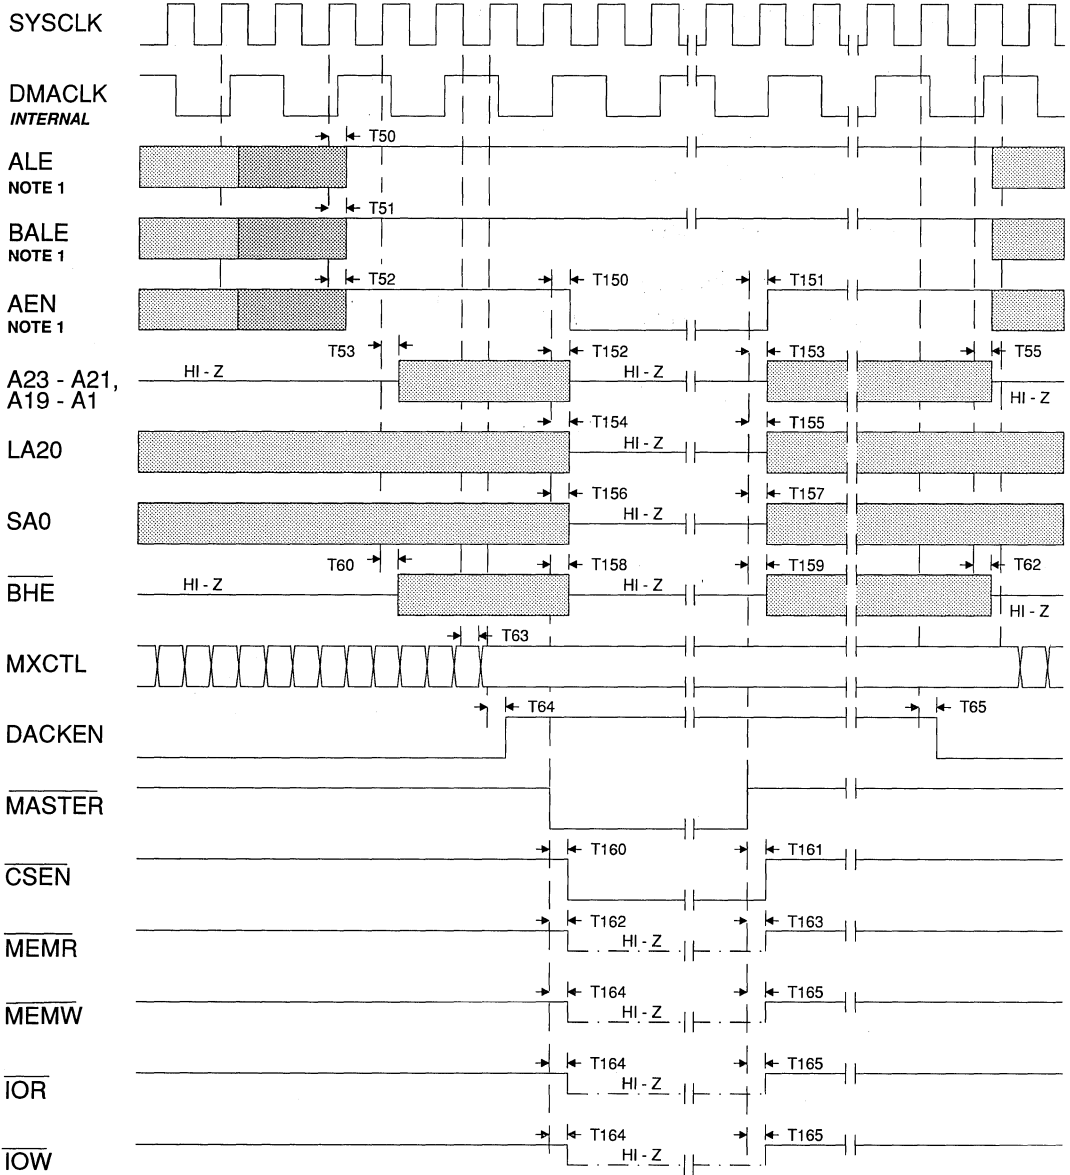 SYSCLK
DMACLK
INTERNAL
T50
ALE
NOTE 1
T51
BALE
NOTE 1
T52 T150 T151
AEN
NOTE 1
T53 T152 T153 T55
HI - Z HI - Z
A23 - A21,
A19 - A1
HI - Z
T154 T155
LA20
HI - Z
T156 T157
SA0
HI - Z
T60 T158 T159 T62
HI - Z HI - Z
BHE
HI - Z
T63
MXCTL
T64 T65
DACKEN
MASTER
T160 T161
CSEN
T162 T163
MEMR
HI - Z
T164 T165
MEMW
HI - Z
T164 T165
IOR
HI - Z
T164 T165
IOW
HI - Z